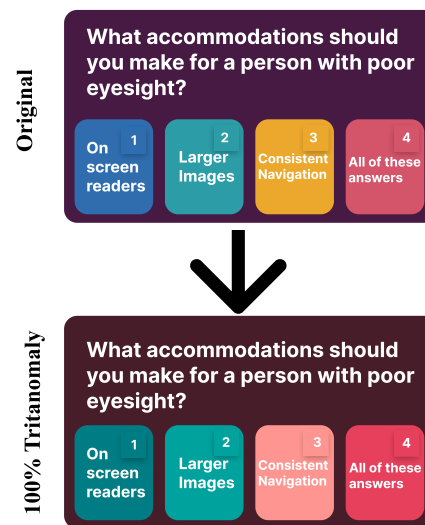 Original
What accommodations should
you make for a person with poor
eyesight?
1
On
screen
readers
2
Larger
Images
3
Consistent
Navigation
4
All of these
answers
100% Tritanomaly
What accommodations should
you make for a person with poor
eyesight?
1
On
screen
readers
2
Larger
Images
3
Consistent
Navigation
4
All of these
answers